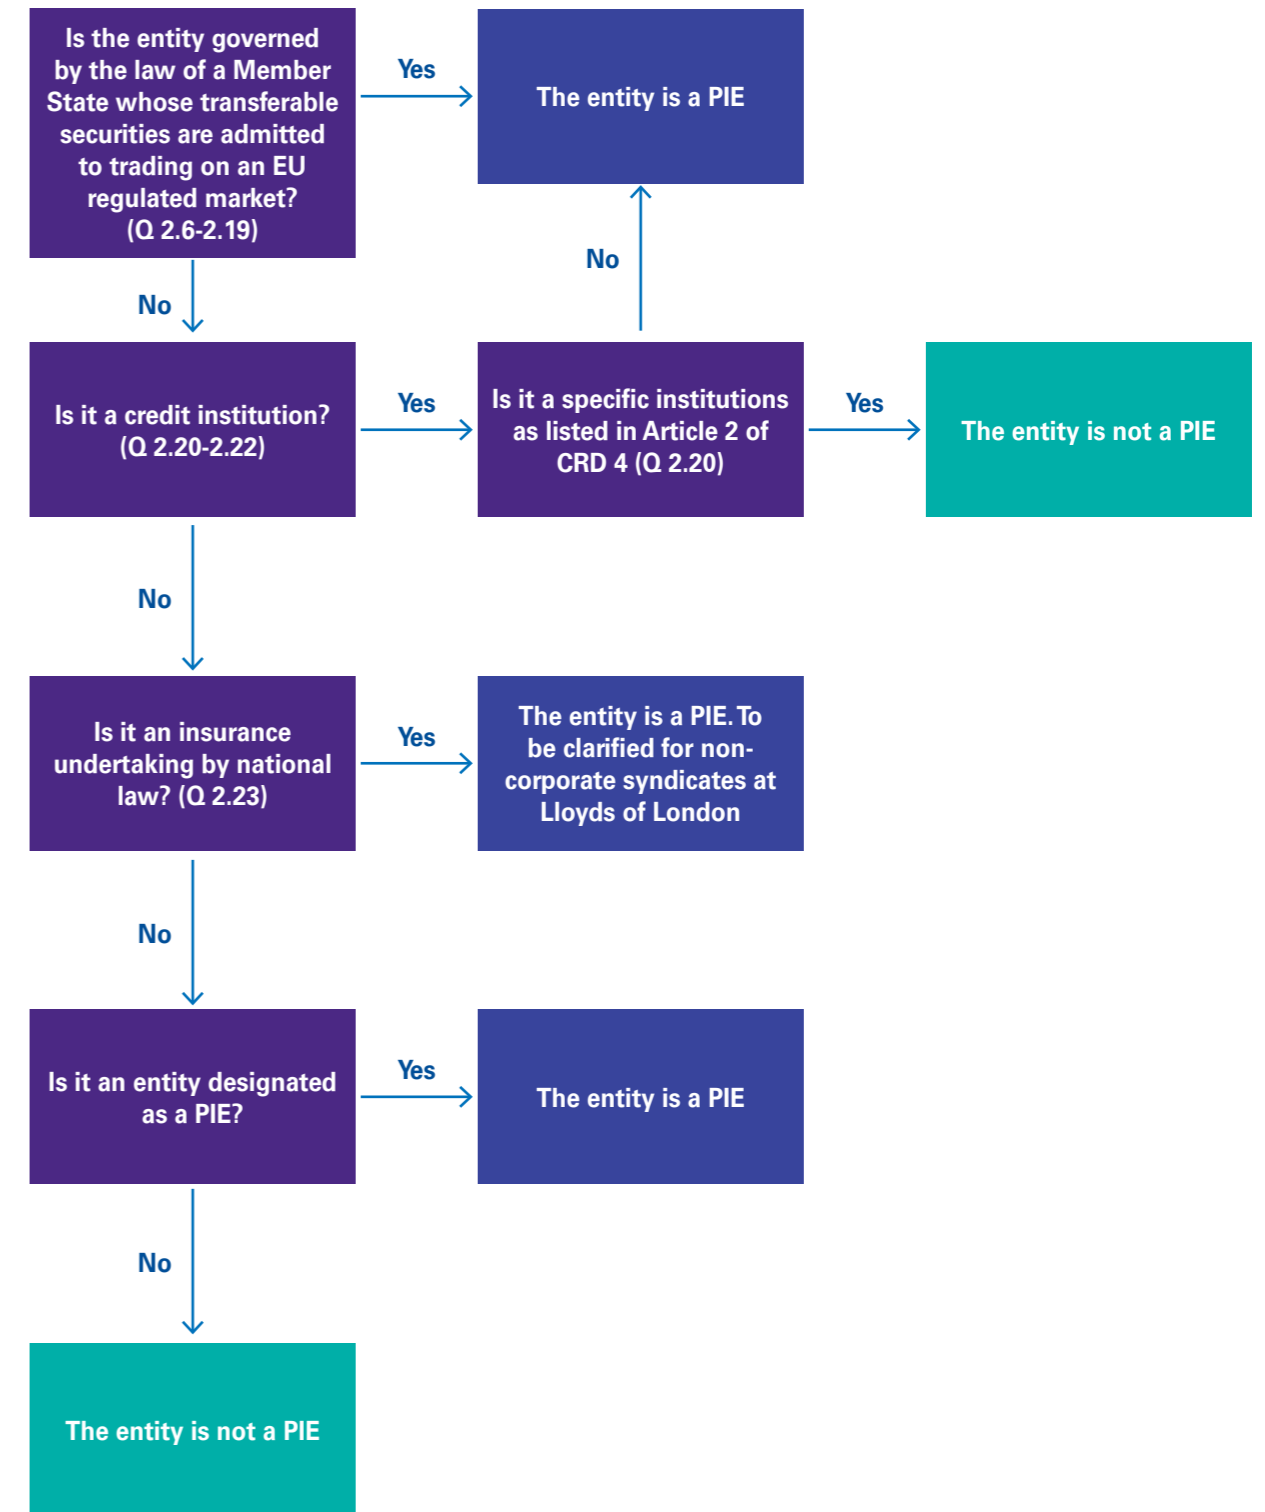 Is the entity governed
by the law of a Member
State whose transferable
securities are admitted
to trading on an EU
regulated market?
(Q 2.6-2.19)
Yes
The entity is a PIE
No
No
Is it a credit institution?
(Q 2.20-2.22)
Yes
Is it a specific institutions
as listed in Article 2 of
CRD 4 (Q 2.20)
Yes
The entity is not a PIE
No
Is it an insurance
undertaking by national
law? (Q 2.23)
Yes
The entity is a PIE. To
be clarified for non-
corporate syndicates at
Lloyds of London
No
Is it an entity designated
as a PIE?
Yes
The entity is a PIE
No
The entity is not a PIE